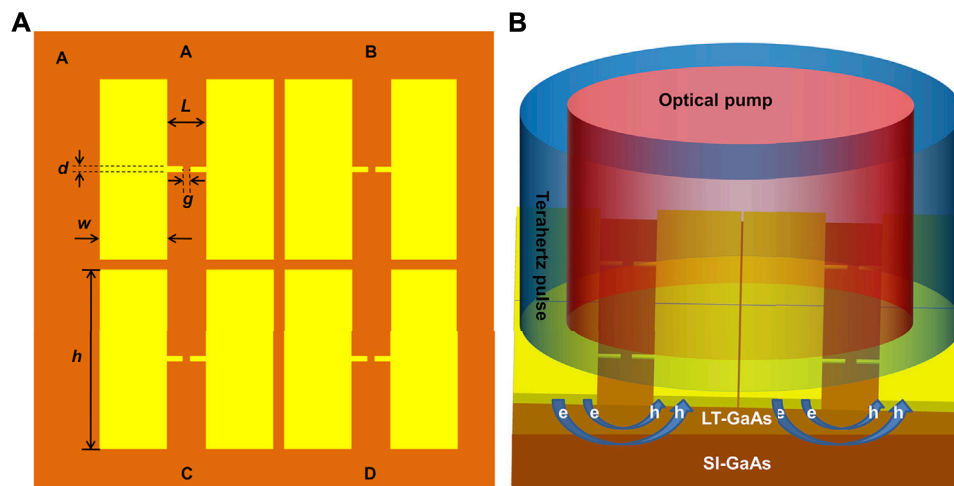 A
A
A
B
L
d
g
w
h
C
D
B
Optical pump
Terahertz pulse
e e h h e e h h
LT-GaAs
SI-GaAs